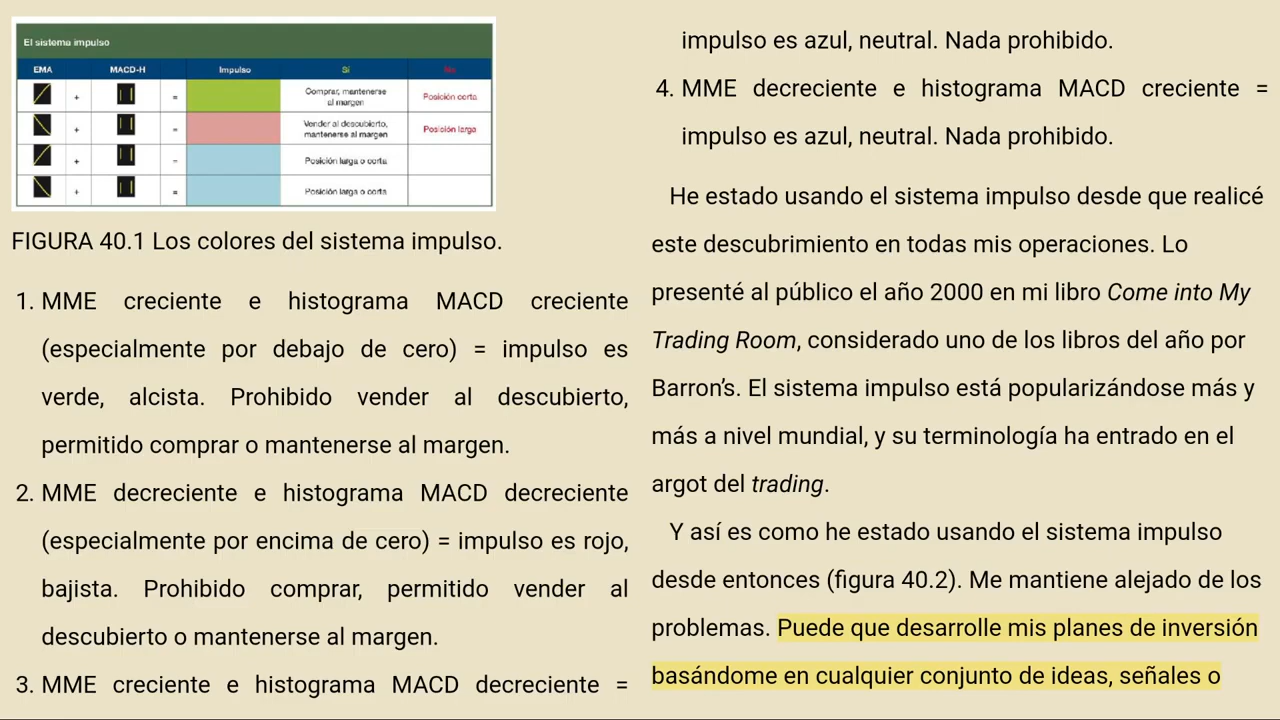 El sistema impulso
EMA MACD-H Impulso Sí No
+ = Comprar, mantenerse al margen Posición corta
+ = Vender al descubierto, mantenerse al margen Posición larga
+ = Posición larga o corta
+ = Posición larga o corta
FIGURA 40.1 Los colores del sistema impulso.
1. MME creciente e histograma MACD creciente
(especialmente por debajo de cero) = impulso es
verde, alcista. Prohibido vender al descubierto,
permitido comprar o mantenerse al margen.
2. MME decreciente e histograma MACD decreciente
(especialmente por encima de cero) = impulso es rojo,
bajista. Prohibido comprar, permitido vender al
descubierto o mantenerse al margen.
3. MME creciente e histograma MACD decreciente =
impulso es azul, neutral. Nada prohibido.
4. MME decreciente e histograma MACD creciente =
impulso es azul, neutral. Nada prohibido.
He estado usando el sistema impulso desde que realicé
este descubrimiento en todas mis operaciones. Lo
presenté al público el año 2000 en mi libro Come into My
Trading Room, considerado uno de los libros del año por
Barron’s. El sistema impulso está popularizándose más y
más a nivel mundial, y su terminología ha entrado en el
argot del trading.
Y así es como he estado usando el sistema impulso
desde entonces (figura 40.2). Me mantiene alejado de los
problemas. Puede que desarrolle mis planes de inversión
basándome en cualquier conjunto de ideas, señales o